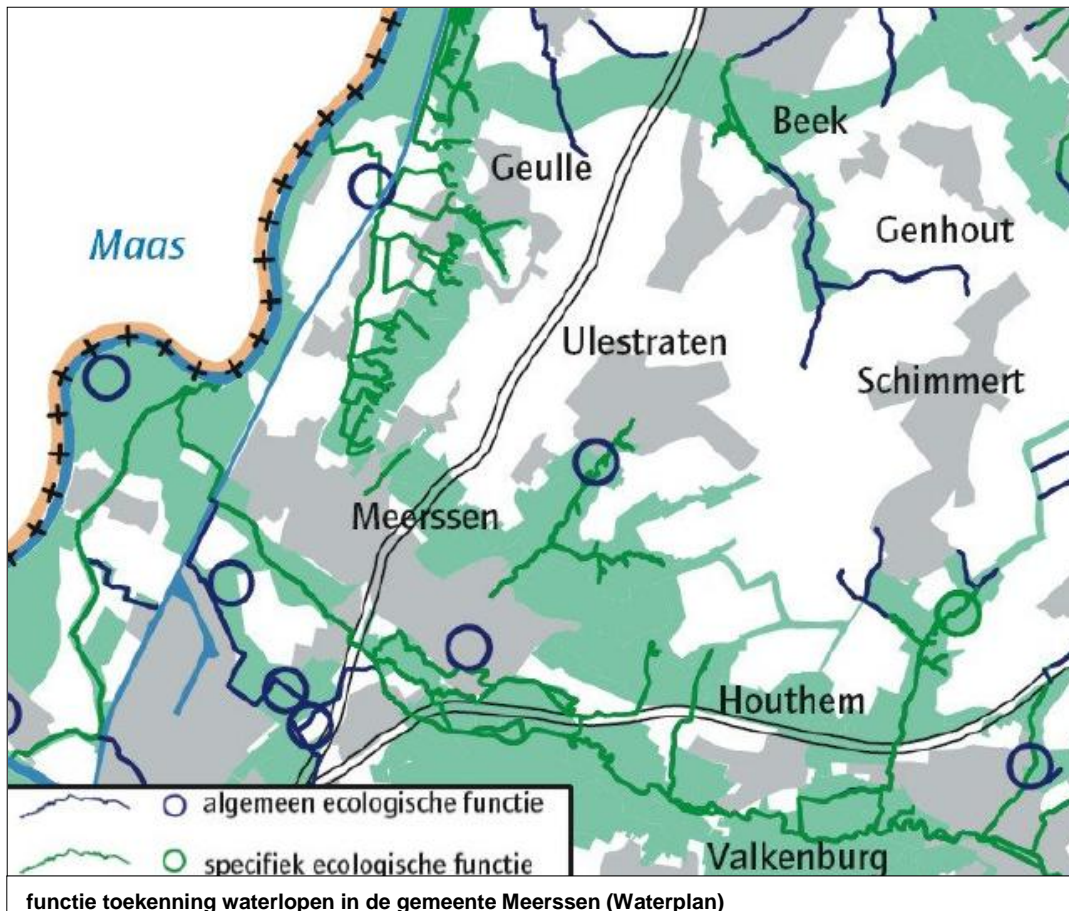 Beek
Geulle
Genhout
Maas
Ulestraten
Schimmert
Meerssen
Houthem
Valkenburg
algemeen ecologische functie
specifiek ecologische functie
functie toekenning waterlopen in de gemeente Meerssen (Waterplan)